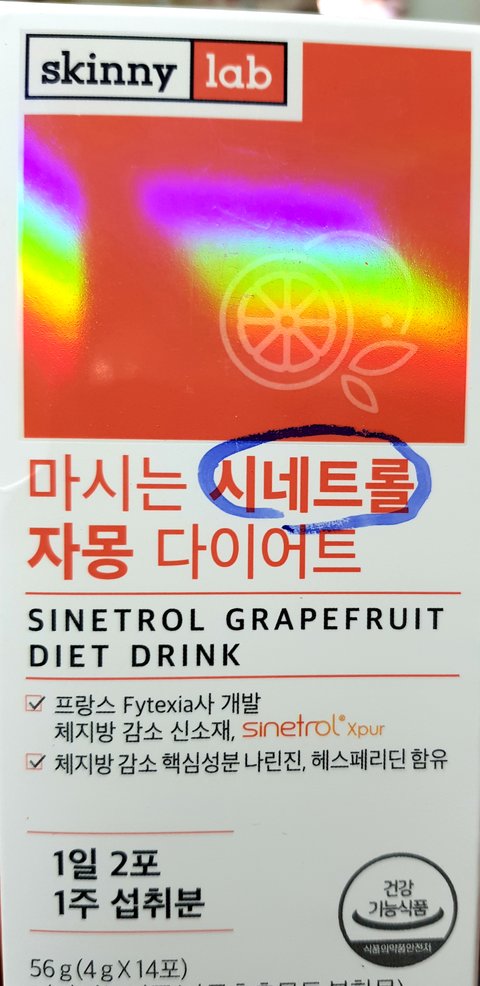 skinny lab
마시는 시네트롤
자몽 다이어트
SINETROL GRAPEFRUIT
DIET DRINK
프랑스 Fytexia사 개발
체지방 감소 신소재, sinetrol® Xpur
체지방 감소 핵심성분 나린진, 헤스페리딘 함유
1일 2포
1주 섭취분
건강
기능식품
식품의약품안전처
56g(4gX14포)